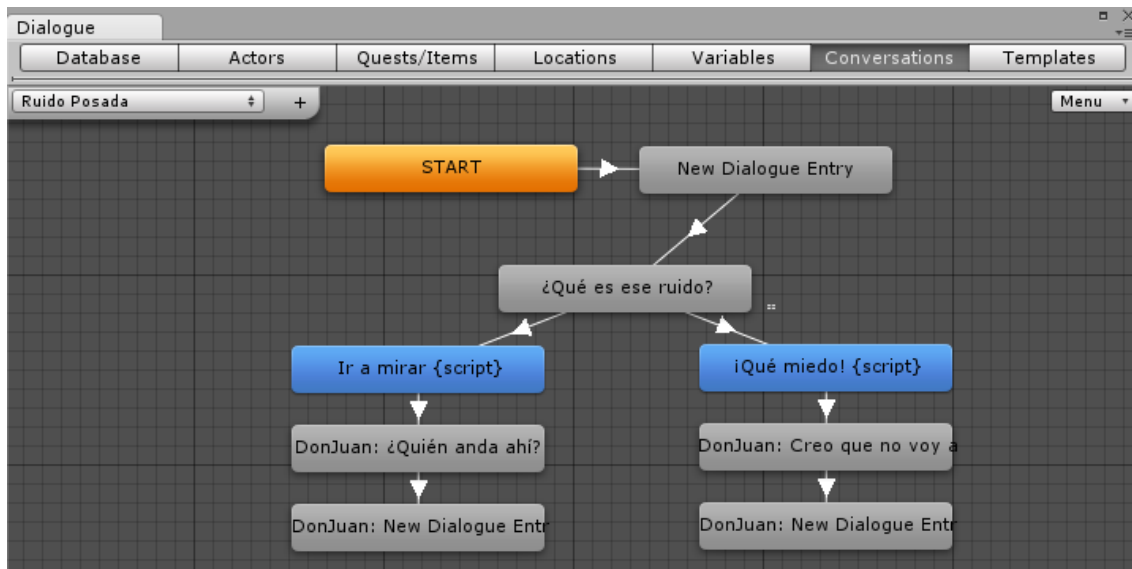 Dialogue
Database Actors Quests/Items Locations Variables Conversations Templates
Ruido Posada + Menu
START New Dialogue Entry
¿Qué es ese ruido?
Ir a mirar {script} ¡Qué miedo! {script}
DonJuan: ¿Quién anda ahí? DonJuan: Creo que no voy a
DonJuan: New Dialogue Entr DonJuan: New Dialogue Entr